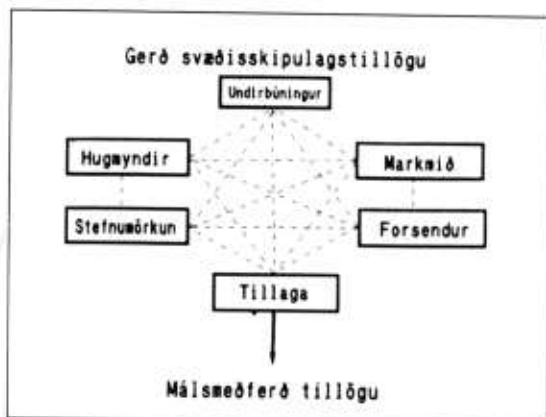 Gerð svæðisskipulagstillögu
Undirbúningur
Hugmyndir
Markmið
Stefnumörkun
Forsendur
Tillaga
Málsmeðferð tillögu